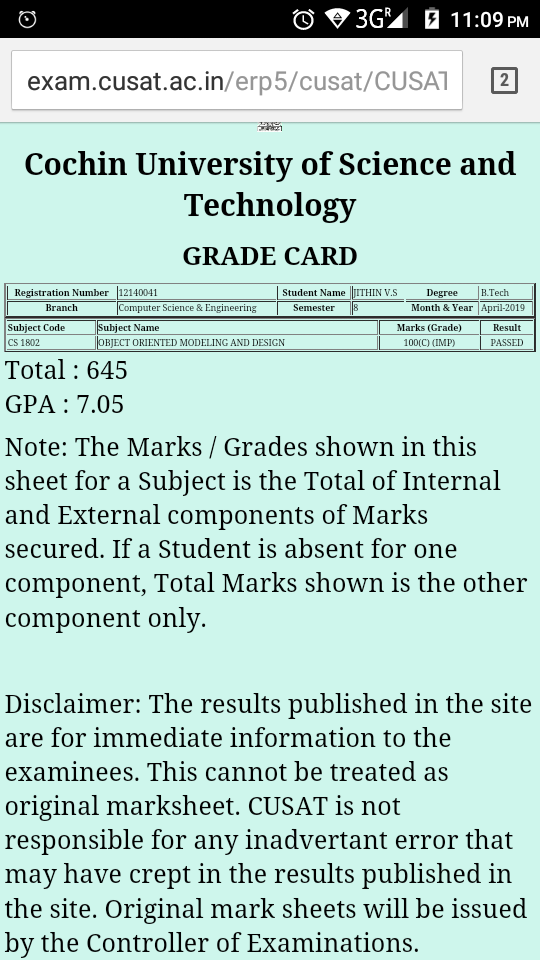 3G R 11:09 PM
exam.cusat.ac.in/erp5/cusat/CUSAT
2
Cochin University of Science and
Technology
GRADE CARD
Registration Number 12140041 Student Name JITHIN V.S Degree B.Tech
Branch Computer Science & Engineering Semester 8 Month & Year April-2019
Subject Code Subject Name Marks (Grade) Result
CS 1802 OBJECT ORIENTED MODELING AND DESIGN 100(C) (IMP) PASSED
Total : 645
GPA : 7.05
Note: The Marks / Grades shown in this
sheet for a Subject is the Total of Internal
and External components of Marks
secured. If a Student is absent for one
component, Total Marks shown is the other
component only.
Disclaimer: The results published in the site
are for immediate information to the
examinees. This cannot be treated as
original marksheet. CUSAT is not
responsible for any inadvertant error that
may have crept in the results published in
the site. Original mark sheets will be issued
by the Controller of Examinations.